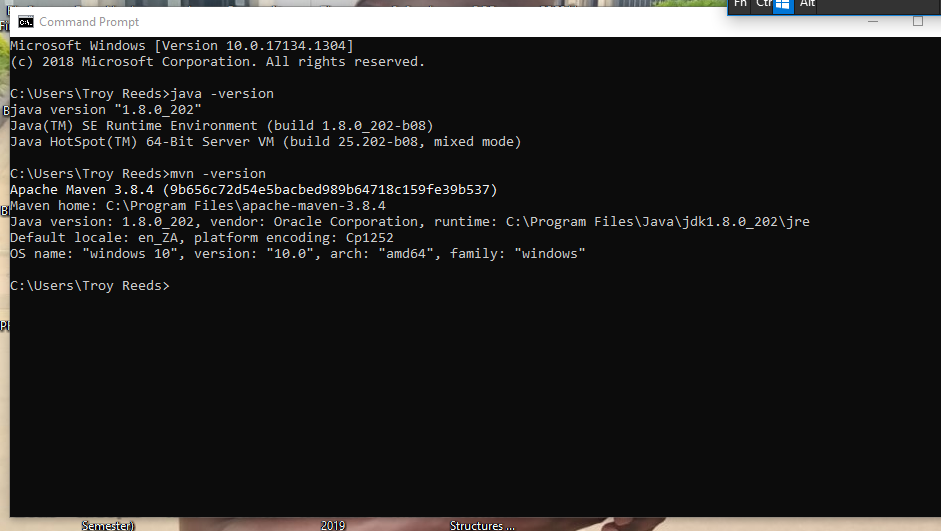 Fn Ctrl Alt
Command Prompt
Microsoft Windows [Version 10.0.17134.1304]
(c) 2018 Microsoft Corporation. All rights reserved.
C:\Users\Troy Reeds>java -version
java version "1.8.0_202"
Java(TM) SE Runtime Environment (build 1.8.0_202-b08)
Java HotSpot(TM) 64-Bit Server VM (build 25.202-b08, mixed mode)
C:\Users\Troy Reeds>mvn -version
Apache Maven 3.8.4 (9b656c72d54e5bacbed989b64718c159fe39b537)
Maven home: C:\Program Files\apache-maven-3.8.4
Java version: 1.8.0_202, vendor: Oracle Corporation, runtime: C:\Program Files\Java\jdk1.8.0_202\jre
Default locale: en_ZA, platform encoding: Cp1252
OS name: "windows 10", version: "10.0", arch: "amd64", family: "windows"
C:\Users\Troy Reeds>
Semester) 2019 Structures ...